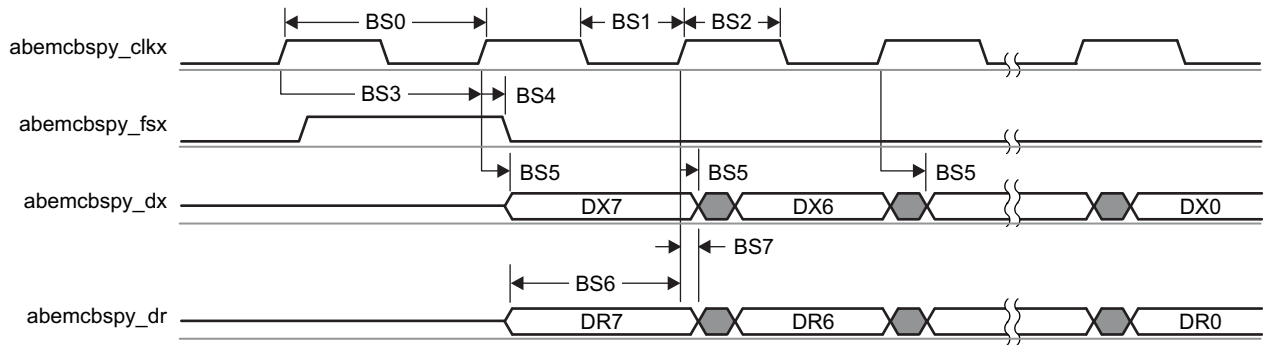 BS0 BS1 BS2
abemcbspy_clkx
BS3 BS4
abemcbspy_fsx
BS5 BS5 BS5
abemcbspy_dx DX7 DX6 DX0
BS7
BS6
abemcbspy_dr DR7 DR6 DR0